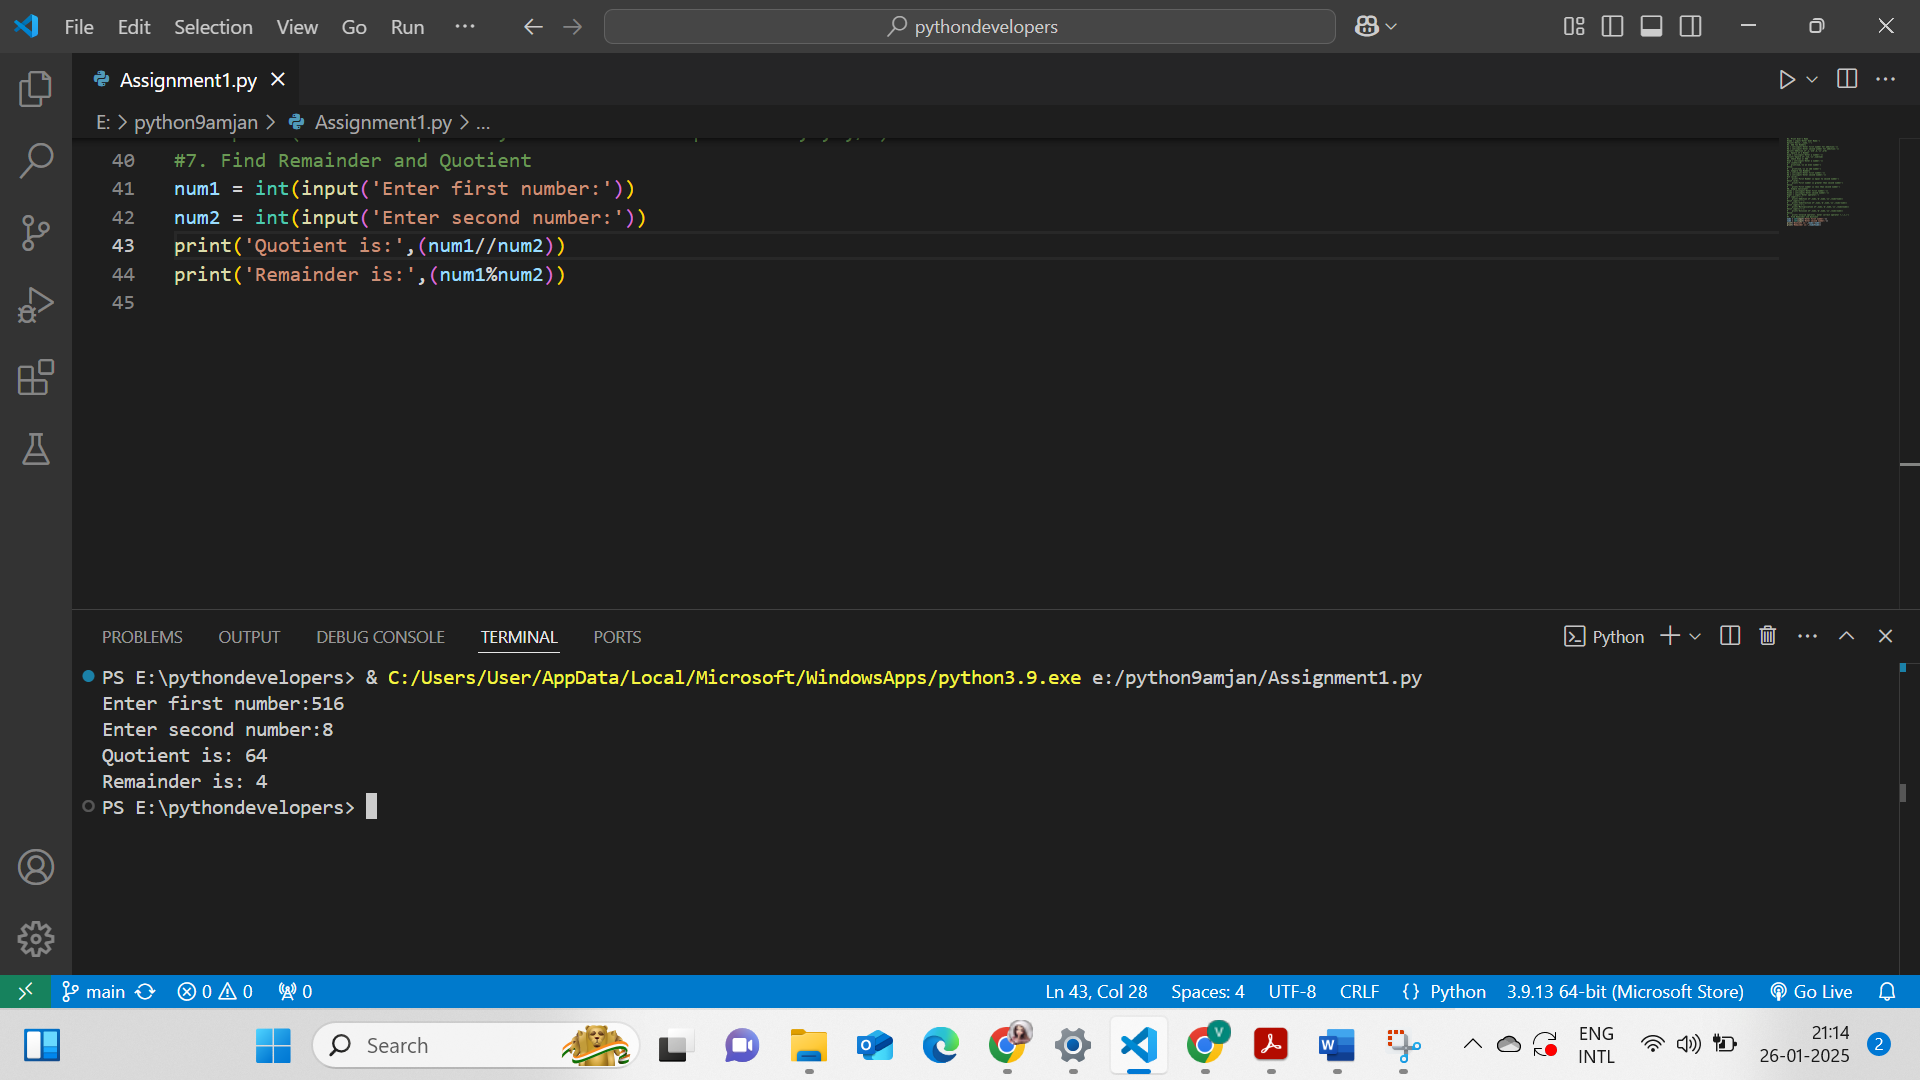 File Edit Selection View Go Run ··· pythondevelopers
Assignment1.py
E: > python9amjan > Assignment1.py > ...
40 #7. Find Remainder and Quotient
41 num1 = int(input('Enter first number:'))
42 num2 = int(input('Enter second number:'))
43 print('Quotient is:',(num1//num2))
44 print('Remainder is:',(num1%num2))
45
PROBLEMS OUTPUT DEBUG CONSOLE TERMINAL PORTS Python
PS E:\pythondevelopers> & C:/Users/User/AppData/Local/Microsoft/WindowsApps/python3.9.exe e:/python9amjan/Assignment1.py
Enter first number:516
Enter second number:8
Quotient is: 64
Remainder is: 4
PS E:\pythondevelopers>
main 0 0 0 Ln 43, Col 28 Spaces: 4 UTF-8 CRLF {} Python 3.9.13 64-bit (Microsoft Store) Go Live
Search
V
ENG
INTL
21:14
26-01-2025
2